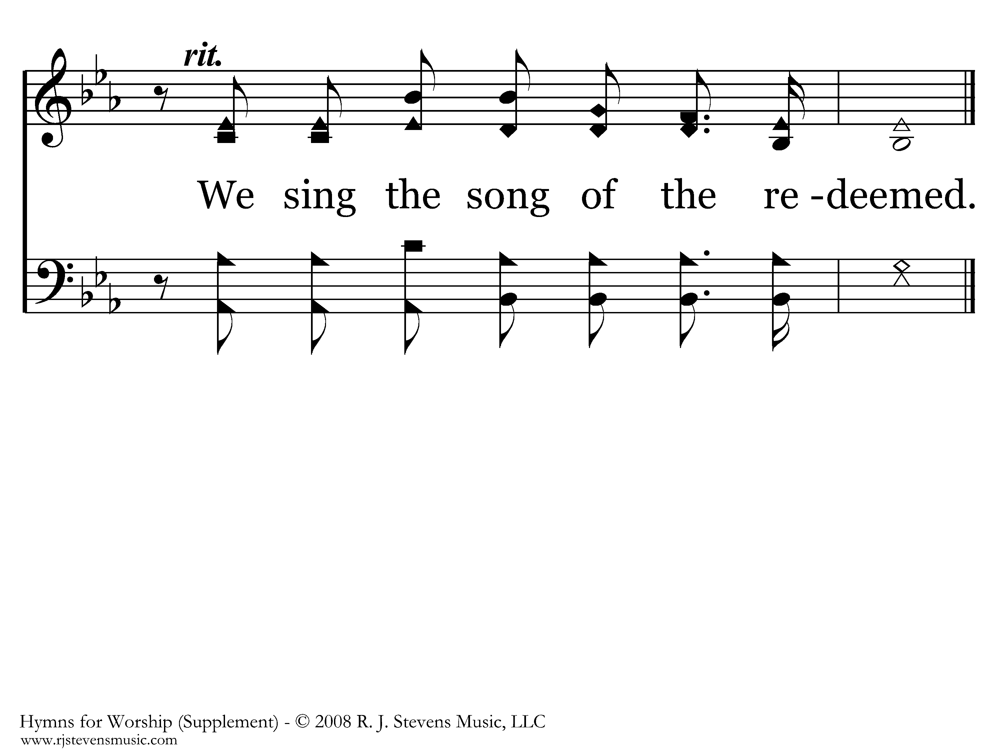 rit.
We sing the song of the re -deemed.
Hymns for Worship (Supplement) - © 2008 R. J. Stevens Music, LLC
www.rjstevensmusic.com